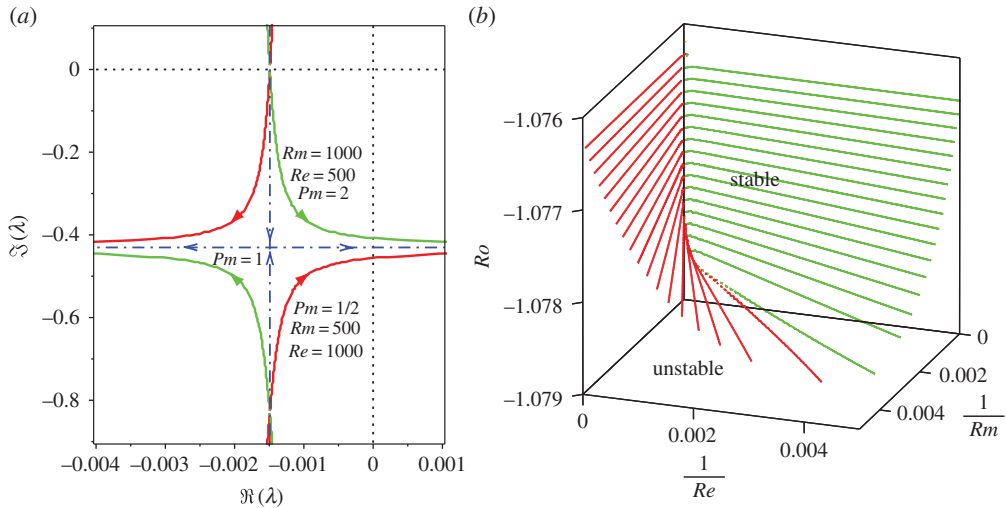 (a)
0
−0.2
−0.4
−0.6
−0.8
ℑ (λ)
Rm = 1000
Re = 500
Pm = 2
Pm = 1
Pm = 1/2
Rm = 500
Re = 1000
−0.004 −0.003 −0.002 −0.001 0 0.001
ℜ (λ)
(b)
−1.076
−1.077
−1.078
−1.079
Ro
stable
unstable
0
0.002
0.004
1
Re
0
0.002
0.004
1
Rm